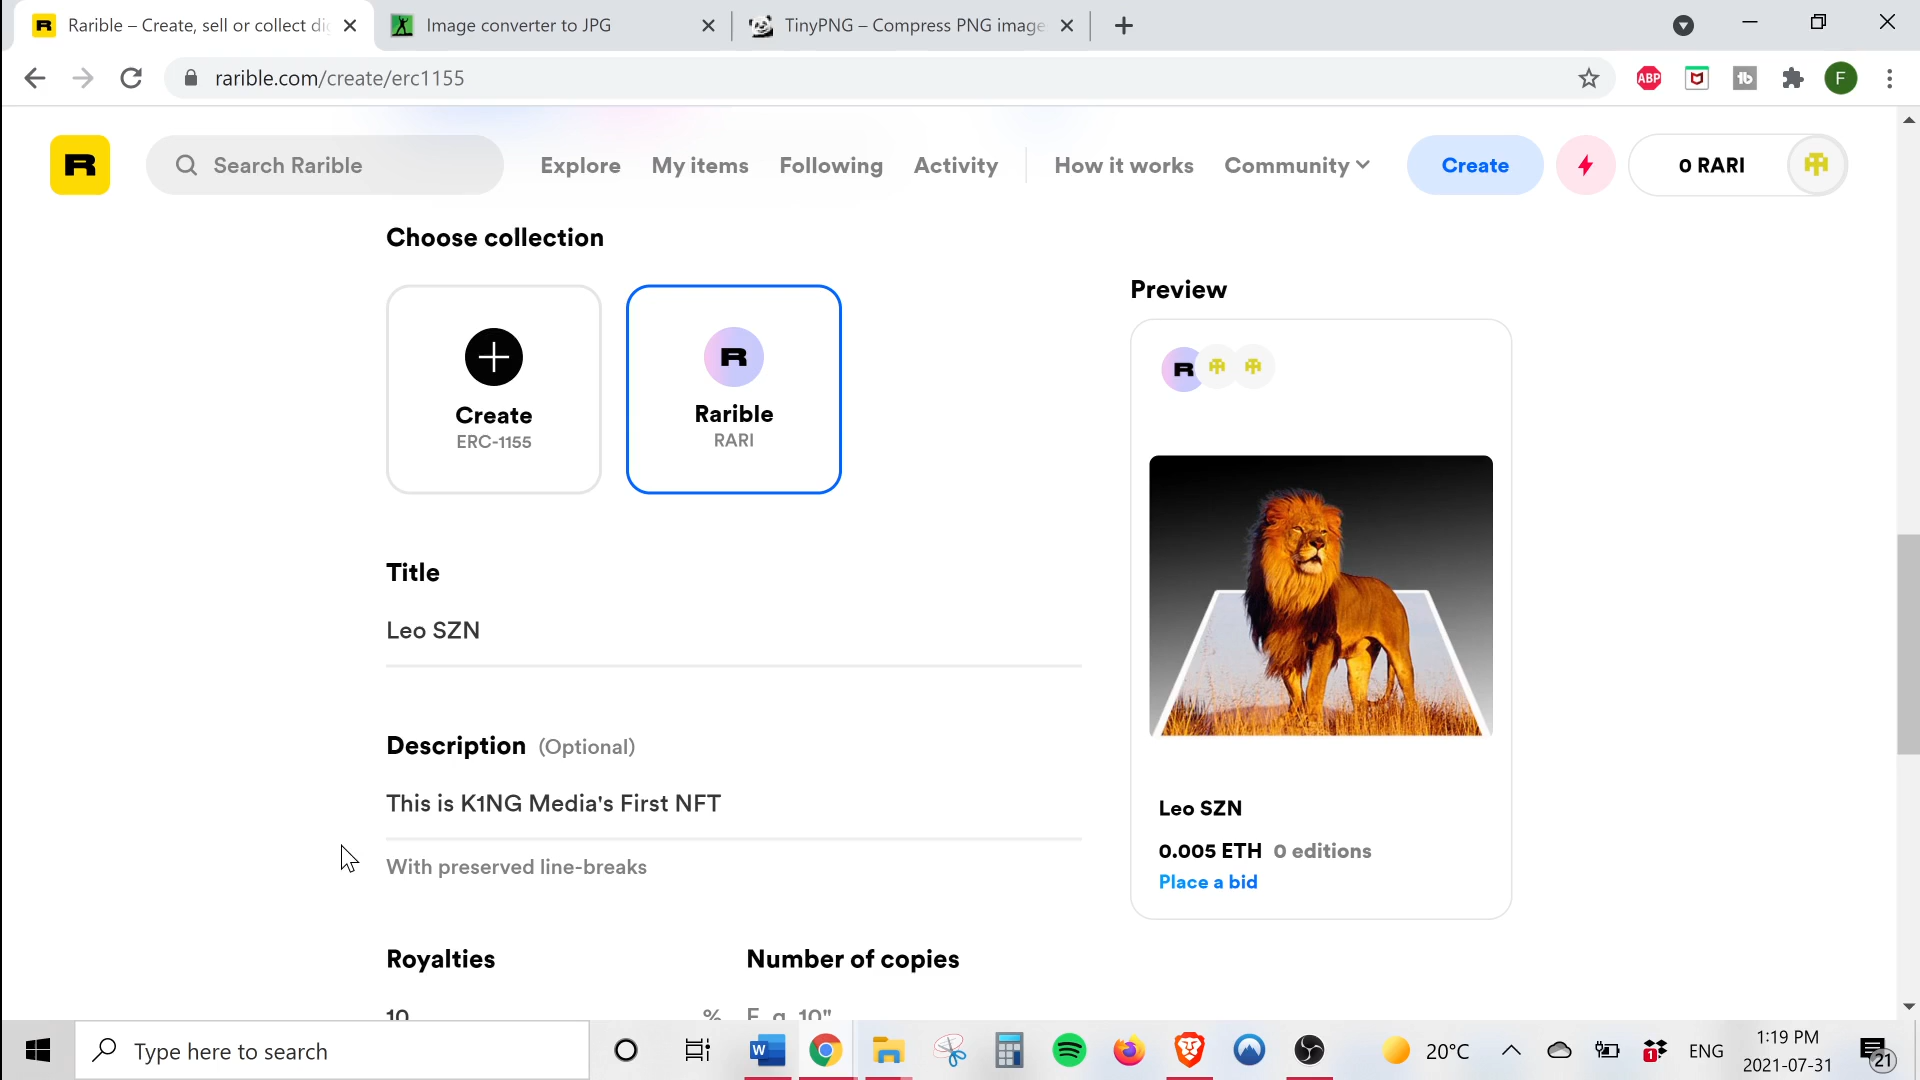 Rarible – Create, sell or collect di
Image converter to JPG
TinyPNG – Compress PNG image
rarible.com/create/erc1155
ABP
tb
F
R
Search Rarible
Explore
My items
Following
Activity
How it works
Community
Create
0 RARI
Choose collection
Create
ERC-1155
R
Rarible
RARI
Preview
R
Title
Leo SZN
Description (Optional)
This is K1NG Media's First NFT
With preserved line-breaks
Leo SZN
0.005 ETH 0 editions
Place a bid
Royalties
Number of copies
10
%
E. g. 10"
Type here to search
W
20°C
1
ENG
1:19 PM
2021-07-31
21